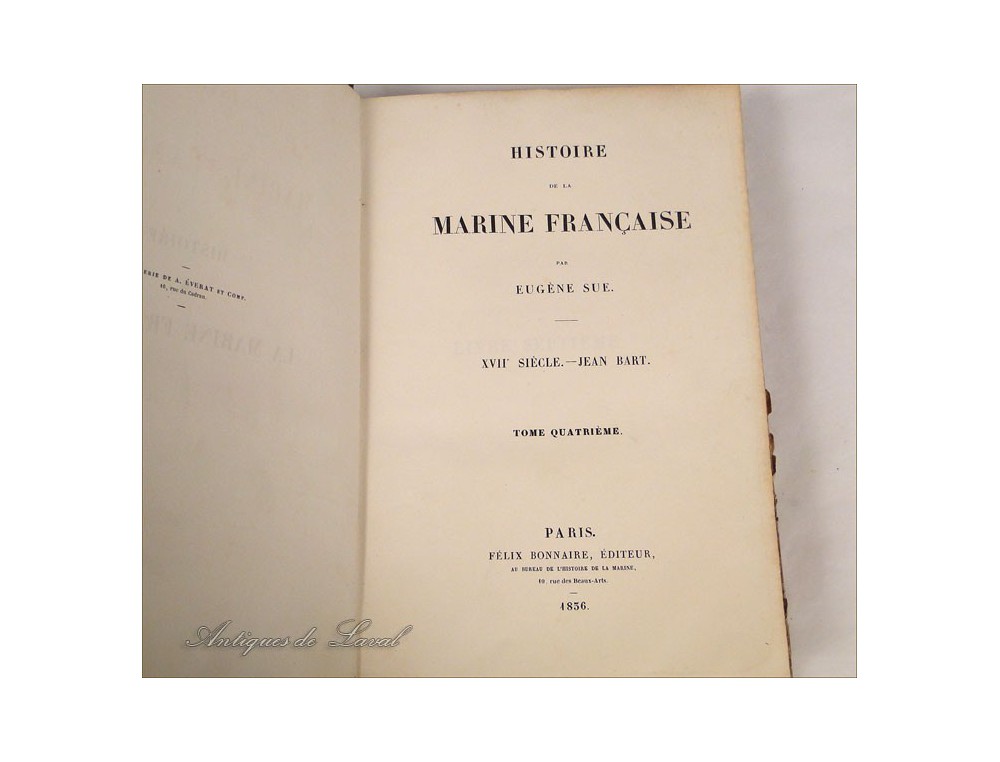 ERIE DE A. ÉVERAT ET COMP.
16, rue du Cadran.
HISTOIRE
DE LA
MARINE FRANÇAISE
PAR
EUGÈNE SUE.
XVIIe SIÈCLE.—JEAN BART.
TOME QUATRIÈME.
PARIS.
FÉLIX BONNAIRE, ÉDITEUR,
AU BUREAU DE L'HISTOIRE DE LA MARINE,
10, rue des Beaux-Arts.
1836.
Antiques de Laval